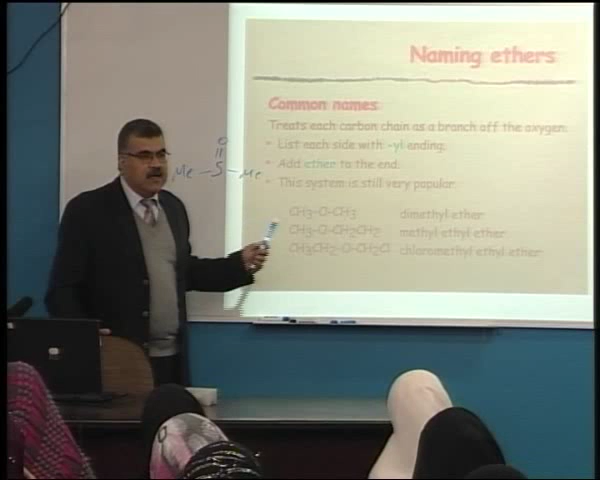 Naming ethers
Common names
Treats each carbon chain as a branch off the oxygen.
• List each side with -yl ending.
• Add ether to the end.
• This system is still very popular.
CH3-O-CH3 dimethyl ether
CH3-O-CH2CH2 methyl ethyl ether
CH3CH2-O-CH2Cl chloromethyl ethyl ether
O
||
Me - S - Me